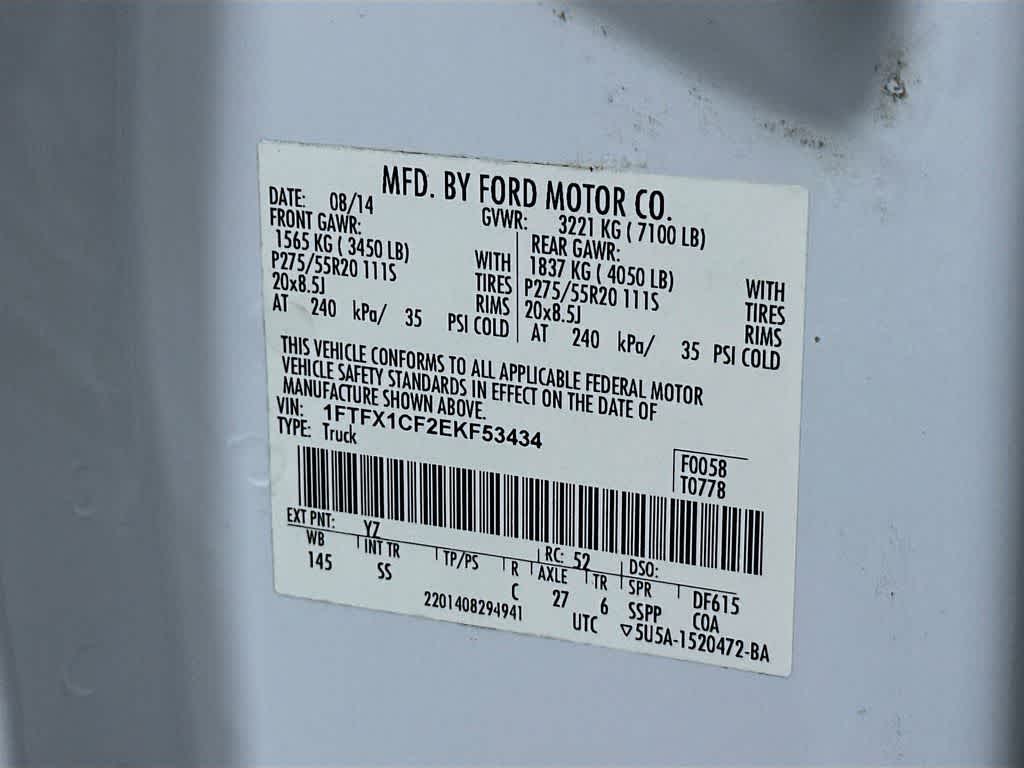 MFD. BY FORD MOTOR CO.
DATE: 08/14 GVWR: 3221 KG ( 7100 LB)
FRONT GAWR: REAR GAWR:
1565 KG ( 3450 LB) WITH 1837 KG ( 4050 LB) WITH
P275/55R20 111S TIRES P275/55R20 111S TIRES
20x8.5J RIMS 20x8.5J RIMS
AT 240 kPa/ 35 PSI COLD AT 240 kPa/ 35 PSI COLD
THIS VEHICLE CONFORMS TO ALL APPLICABLE FEDERAL MOTOR
VEHICLE SAFETY STANDARDS IN EFFECT ON THE DATE OF
MANUFACTURE SHOWN ABOVE.
VIN: 1FTFX1CF2EKF53434
TYPE: Truck
F0058
T0778
EXT PNT: YZ RC: 52 DSO:
WB INT TR TP/PS R AXLE TR SPR DF615
145 SS C 27 6 SSPP COA
2201408294941 UTC ▽5U5A-1520472-BA